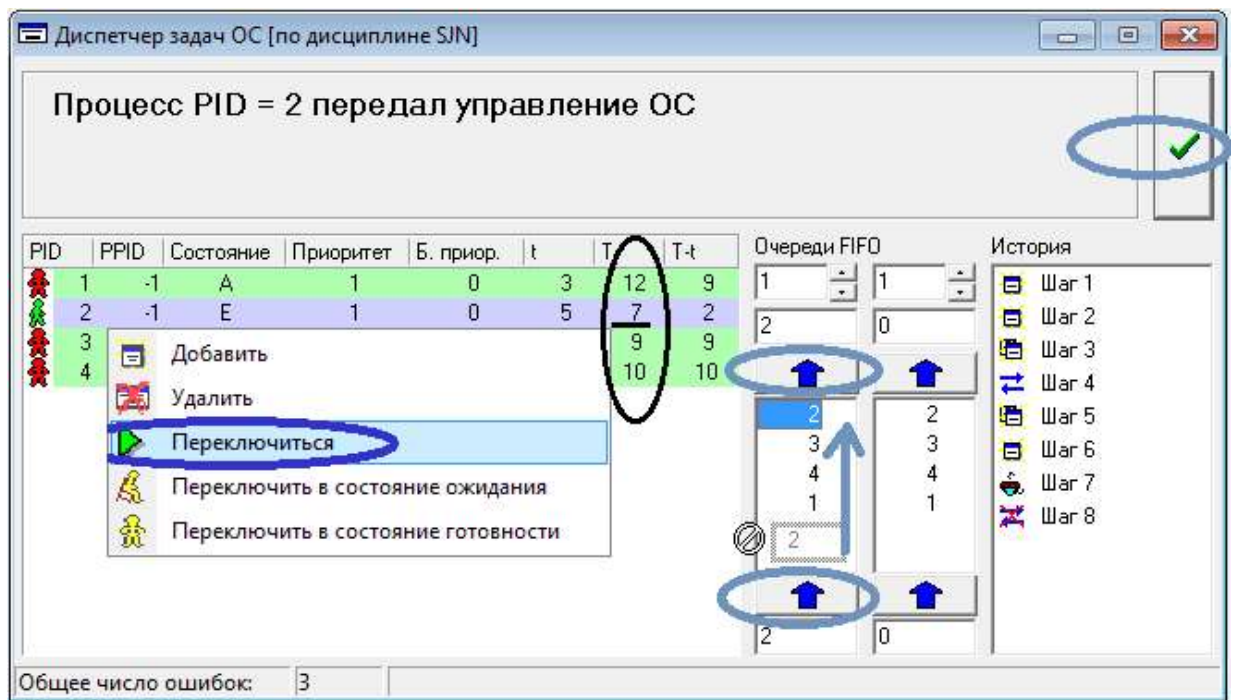 Диспетчер задач ОС [по дисциплине SJN]
Процесс PID = 2 передал управление ОС
PID PPID Состояние Приоритет Б. приор. t T T-t Очереди FIFO История
1 -1 A 1 0 3 12 9 1 1 Шаг 1
2 -1 E 1 0 5 7 2 2 0 Шаг 2
3 9 9 Шаг 3
4 10 10 Шаг 4
Добавить
Удалить
Переключиться
Переключить в состояние ожидания
Переключить в состояние готовности
2 2 Шаг 5
3 3 Шаг 6
4 4 Шаг 7
1 1 Шаг 8
2
2 0
Общее число ошибок: 3